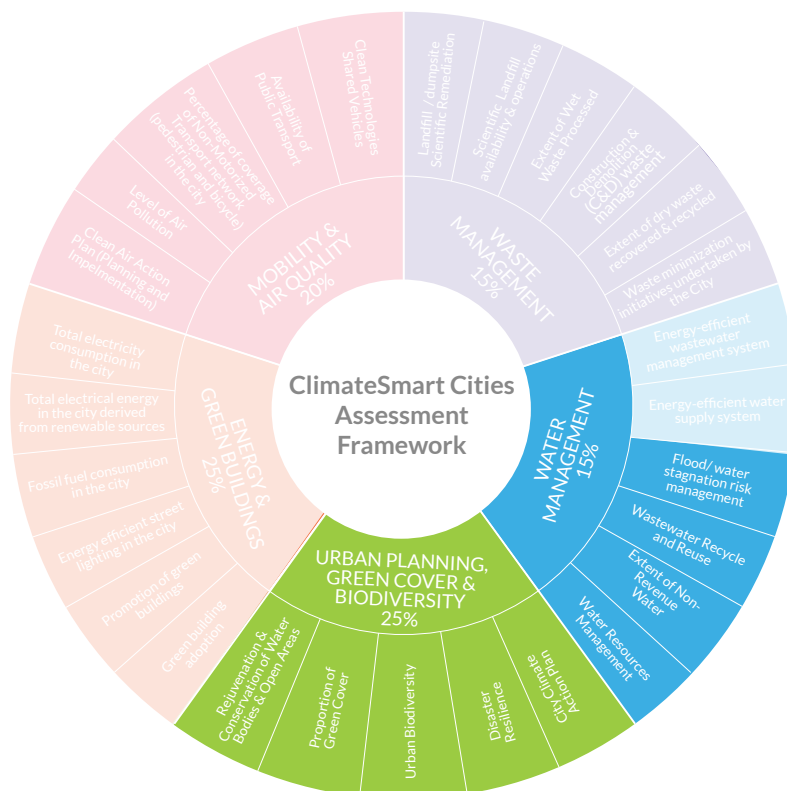 ClimateSmart Cities
Assessment
Framework
WASTE
MANAGEMENT
15%
Landfill / dumpsite
Scientific Remediation
Scientific Landfill
availability & operations
Extent of Wet
Waste Processed
Construction &
Demolition
(C&D) waste
management
Extent of dry waste
recovered & recycled
Waste minimization
initiatives undertaken by
the City
WATER
MANAGEMENT
15%
Energy-efficient
wastewater
management system
Energy-efficient water
supply system
Flood/ water
stagnation risk
management
Wastewater Recycle
and Reuse
Extent of Non-
Revenue
Water
Water Resources
Management
URBAN PLANNING,
GREEN COVER &
BIODIVERSITY
25%
City Climate
Action Plan
Disaster
Resilience
Urban Biodiversity
Proportion of
Green Cover
Rejuvenation &
Conservation of Water
Bodies & Open Areas
ENERGY &
GREEN BUILDINGS
25%
Green building
adoption
Promotion of green
buildings
Energy efficient street
lighting in the city
Fossil fuel consumption
in the city
Total electrical energy
in the city derived
from renewable sources
Total electricity
consumption in
the city
MOBILITY &
AIR QUALITY
20%
Clean Air Action
Plan (Planning and
Impelmentation)
Level of Air
Pollution
Percentage of coverage
of Non-Motorized
Transport network
(pedestrian and bicycle)
in the city
Availability of
Public Transport
Clean Technologies
Shared Vehicles